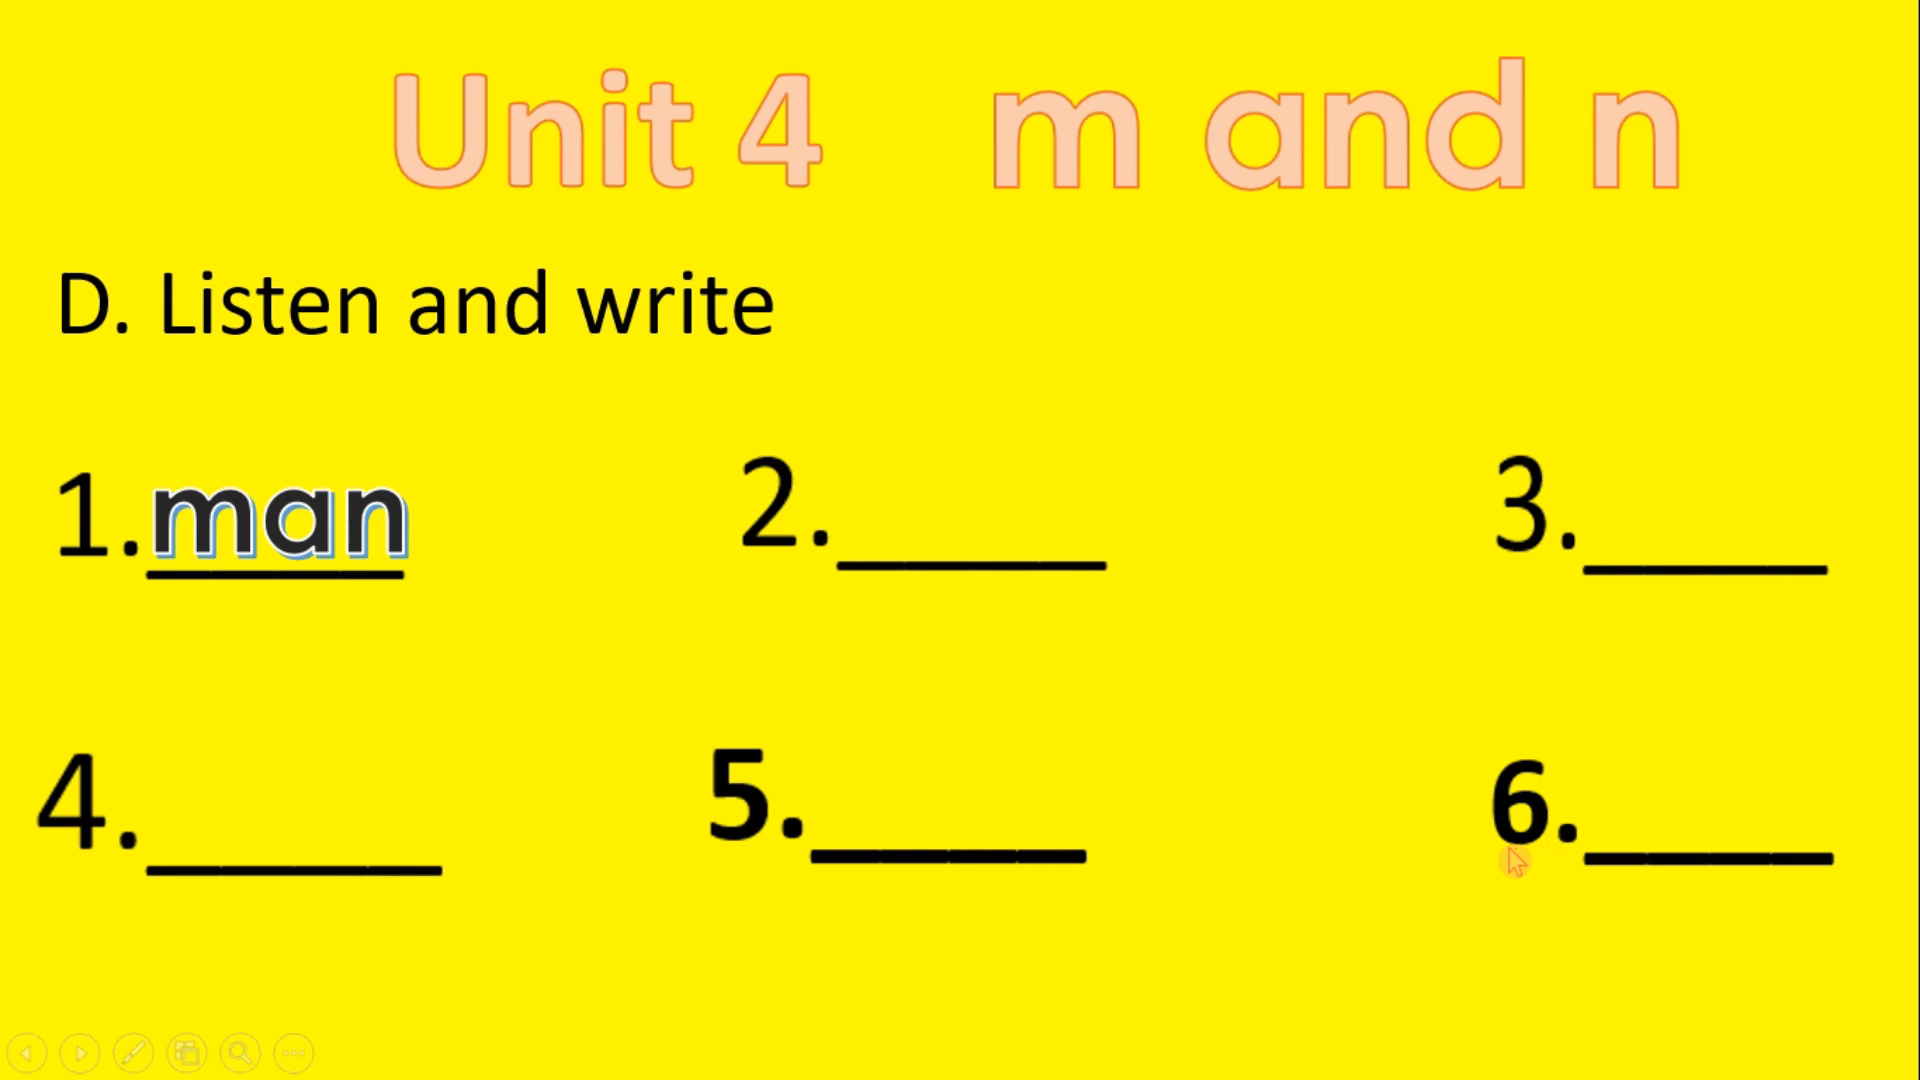 Unit 4 m and n
D. Listen and write
1.man 2.____ 3.____
4.____ 5.____ 6.____